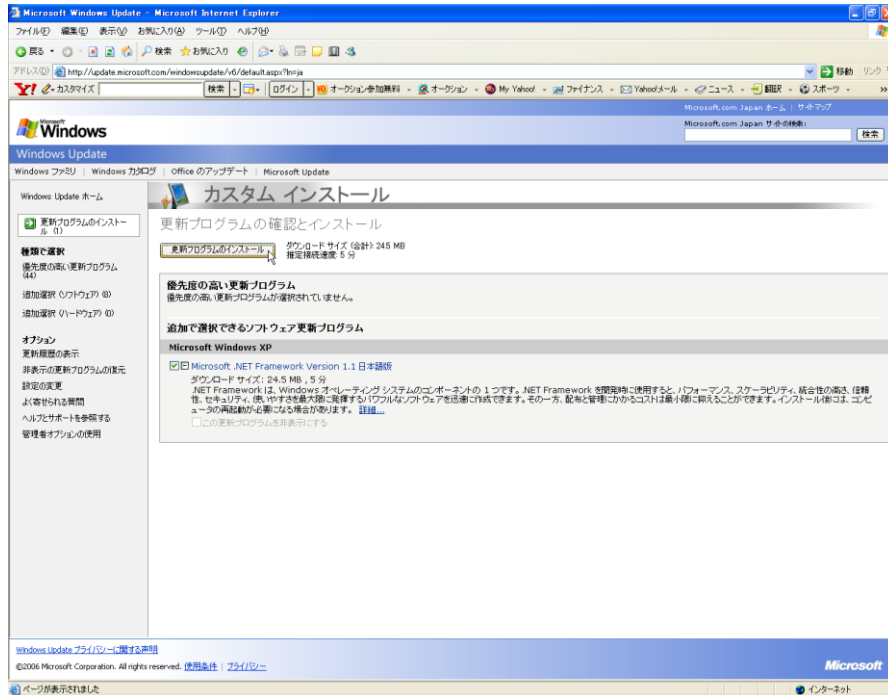 Microsoft Windows Update - Microsoft Internet Explorer
ファイル(F) 編集(E) 表示(V) お気に入り(A) ツール(T) ヘルプ(H)
戻る 検索 お気に入り
アドレス(D) http://update.microsoft.com/windowsupdate/v6/default.aspx?ln=ja 移動 リンク
Y! カスタマイズ 検索 ログイン オークション参加無料 オークション My Yahoo! ファイナンス Yahoo!メール ニュース 翻訳 スポーツ
Microsoft.com Japan ホーム | サイトマップ
Microsoft Windows
Microsoft.com Japan サイトの検索:
検索
Windows Update
Windows ファミリ | Windows カタログ | Office のアップデート | Microsoft Update
Windows Update ホーム
更新プログラムのインストール (1)
種類で選択
優先度の高い更新プログラム (44)
追加選択 (ソフトウェア) (8)
追加選択 (ハードウェア) (0)
オプション
更新履歴の表示
非表示の更新プログラムの復元
設定の変更
よく寄せられる質問
ヘルプとサポートを参照する
管理者オプションの使用
カスタム インストール
更新プログラムの確認とインストール
更新プログラムのインストール
ダウンロード サイズ (合計): 24.5 MB
推定接続速度: 5 分
優先度の高い更新プログラム
優先度の高い更新プログラムが選択されていません。
追加で選択できるソフトウェア更新プログラム
Microsoft Windows XP
Microsoft .NET Framework Version 1.1 日本語版
ダウンロード サイズ: 24.5 MB , 5 分
.NET Framework は、Windows オペレーティング システムのコンポーネントの 1 つです。.NET Framework を開発時に使用すると、パフォーマンス、スケーラビリティ、統合性の高さ、信頼
性、セキュリティ、使いやすさを最大限に発揮するパワフルなソフトウェアを迅速に作成できます。その一方、配布と管理にかかるコストは最小限に抑えることができます。インストール後には、コンピ
ュータの再起動が必要になる場合があります。 詳細...
この更新プログラムを非表示にする
Windows Update プライバシーに関する声明
©2006 Microsoft Corporation. All rights reserved. 使用条件 | プライバシー
Microsoft
ページが表示されました
インターネット